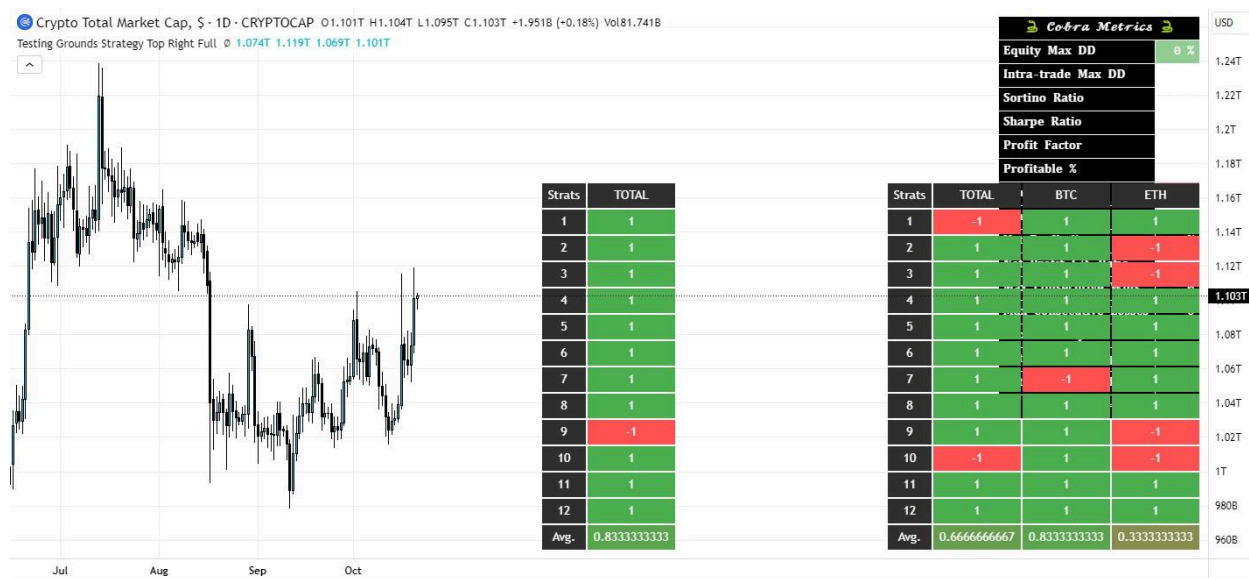 Crypto Total Market Cap, $ · 1D · CRYPTOCAP O1.101T H1.104T L1.095T C1.103T +1.951B (+0.18%) Vol81.741B
Testing Grounds Strategy Top Right Full Ø 1.074T 1.119T 1.069T 1.101T
Cobra Metrics
Equity Max DD 0 %
Intra-trade Max DD
Sortino Ratio
Sharpe Ratio
Profit Factor
Profitable %
Strats TOTAL
1 1
2 1
3 1
4 1
5 1
6 1
7 1
8 1
9 -1
10 1
11 1
12 1
Avg. 0.8333333333
Strats TOTAL BTC ETH
1 -1 1 1
2 1 1 -1
3 1 1 -1
4 1 1 1
5 1 1 1
6 1 1 1
7 1 -1 1
8 1 1 1
9 1 1 -1
10 -1 1 -1
11 1 1 1
12 1 1 1
Avg. 0.6666666667 0.8333333333 0.3333333333
USD
1.24T
1.22T
1.2T
1.18T
1.16T
1.14T
1.12T
1.103T
1.08T
1.06T
1.04T
1.02T
1T
980B
960B
Jul Aug Sep Oct